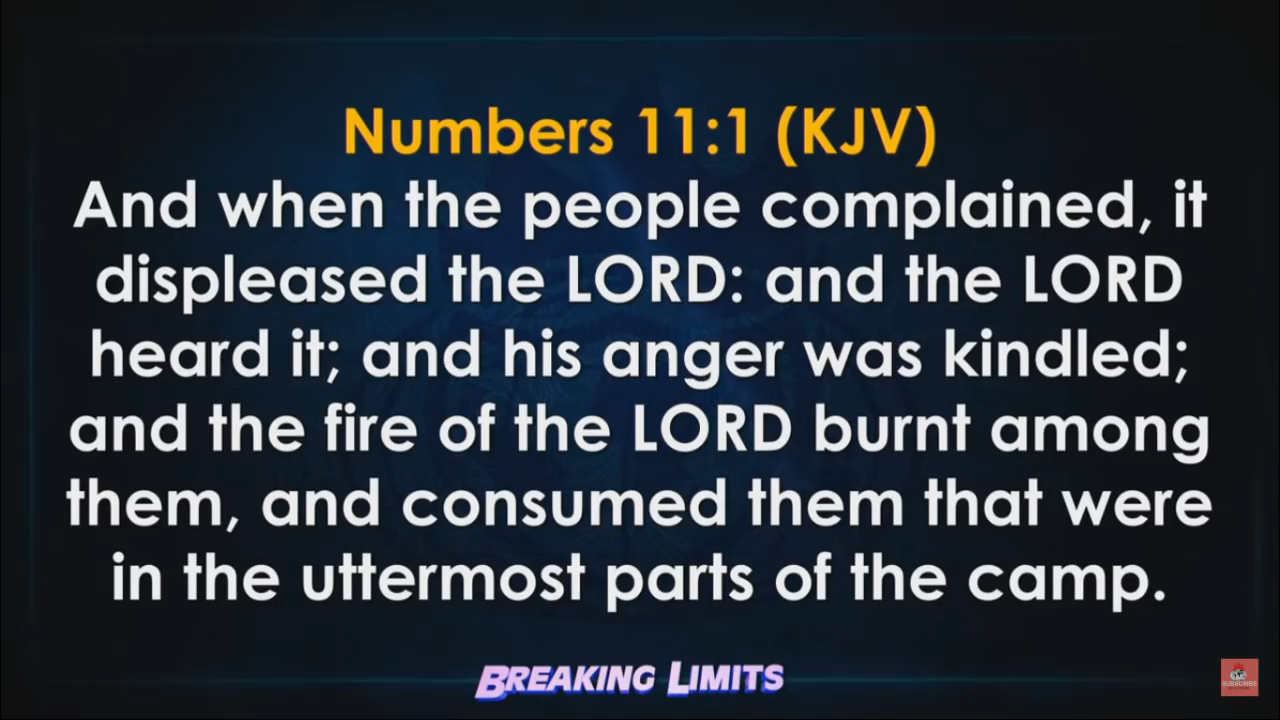 Numbers 11:1 (KJV)
And when the people complained, it
displeased the LORD: and the LORD
heard it; and his anger was kindled;
and the fire of the LORD burnt among
them, and consumed them that were
in the uttermost parts of the camp.
BREAKING LIMITS
SUBSCRIBE